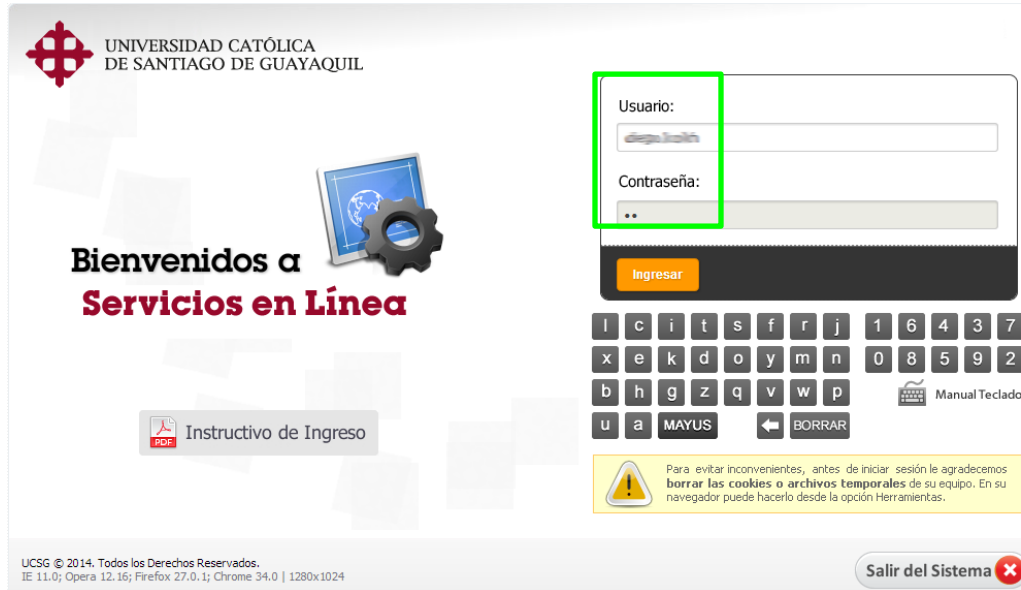 UNIVERSIDAD CATÓLICA
DE SANTIAGO DE GUAYAQUIL
Bienvenidos a
Servicios en Línea
PDF
Instructivo de Ingreso
Usuario:
Contraseña:
••
Ingresar
l c i t s f r j 1 6 4 3 7
x e k d o y m n 0 8 5 9 2
b h g z q v w p Manual Teclado
u a MAYUS BORRAR
Para evitar inconvenientes, antes de iniciar sesión le agradecemos
borrar las cookies o archivos temporales de su equipo. En su
navegador puede hacerlo desde la opción Herramientas.
UCSG © 2014. Todos los Derechos Reservados.
IE 11.0; Opera 12.16; Firefox 27.0.1; Chrome 34.0 | 1280x1024
Salir del Sistema